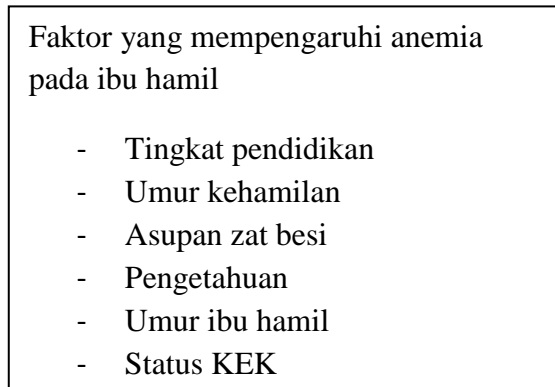 Faktor yang mempengaruhi anemia
pada ibu hamil
- Tingkat pendidikan
- Umur kehamilan
- Asupan zat besi
- Pengetahuan
- Umur ibu hamil
- Status KEK